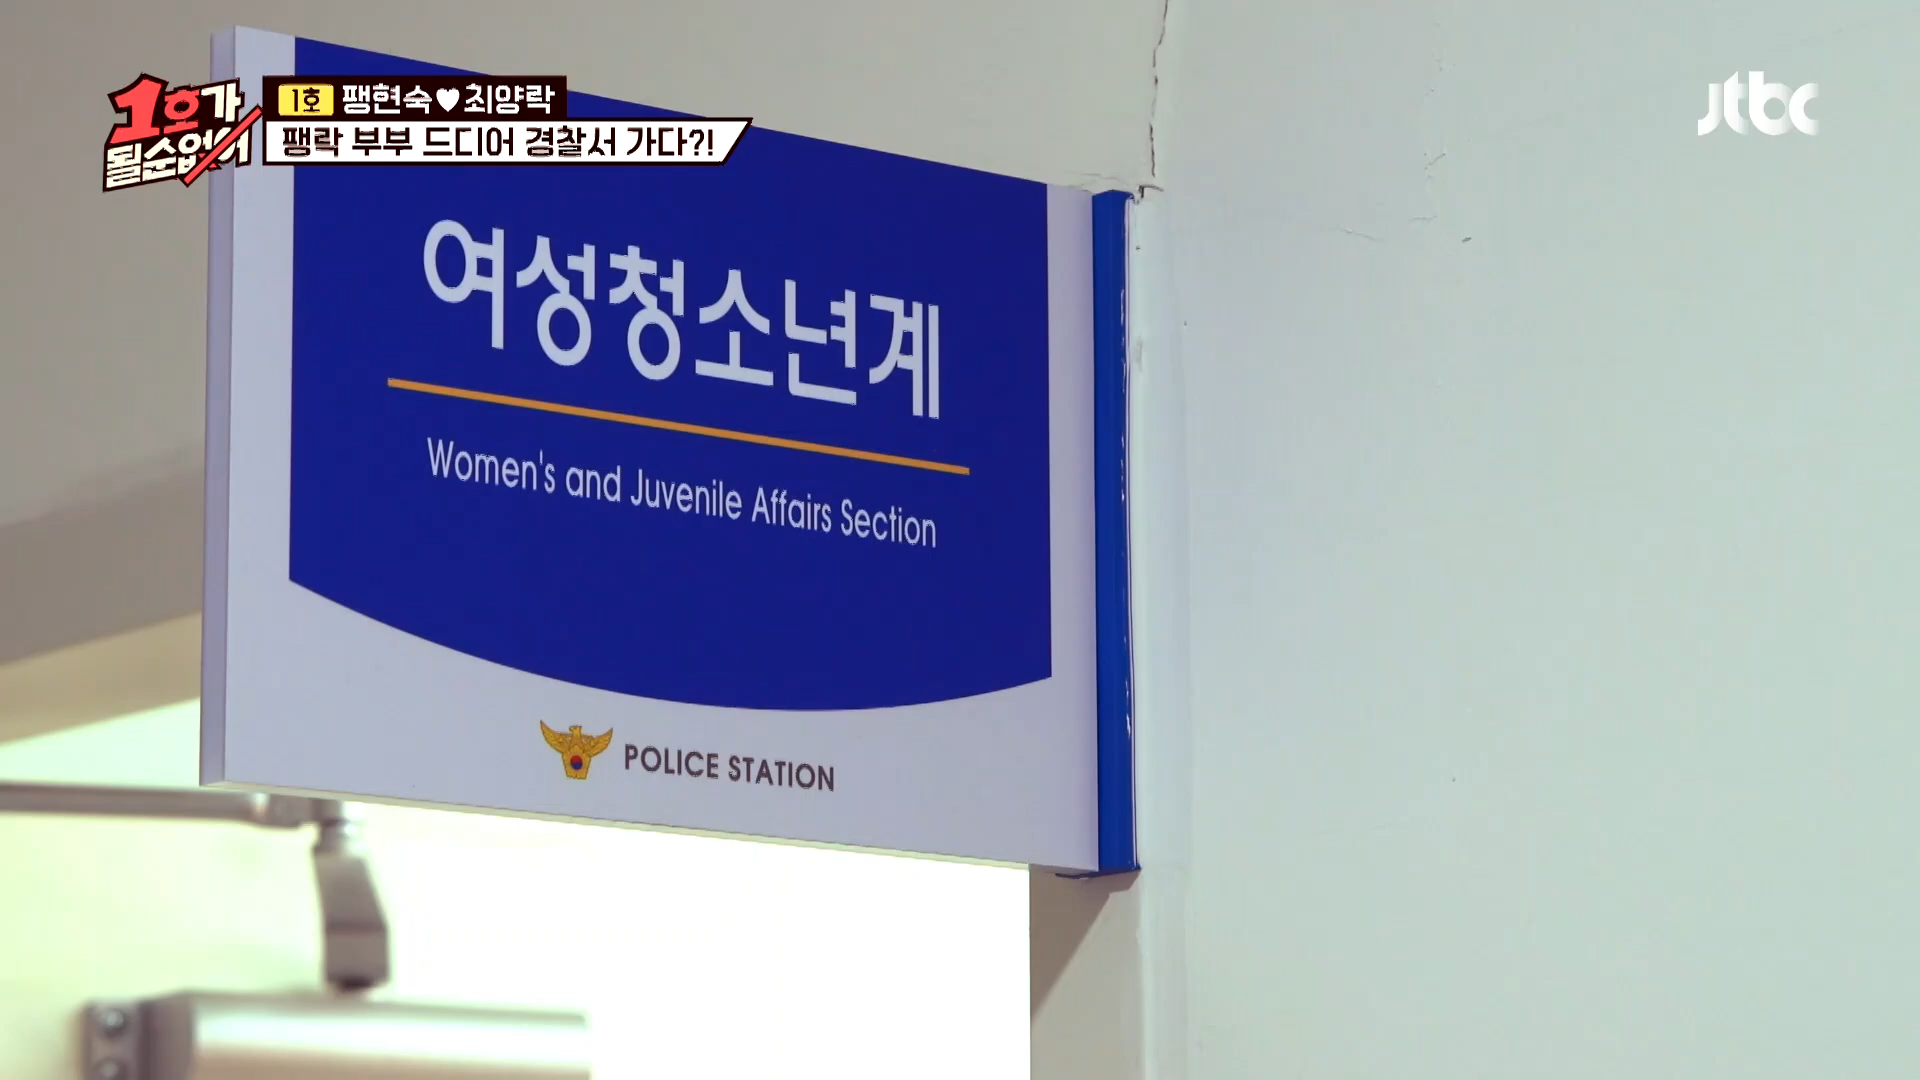 1호가
될순없어
1호 팽현숙♥최양락
팽락 부부 드디어 경찰서 가다?!
jtbc
여성청소년계
Women's and Juvenile Affairs Section
POLICE STATION